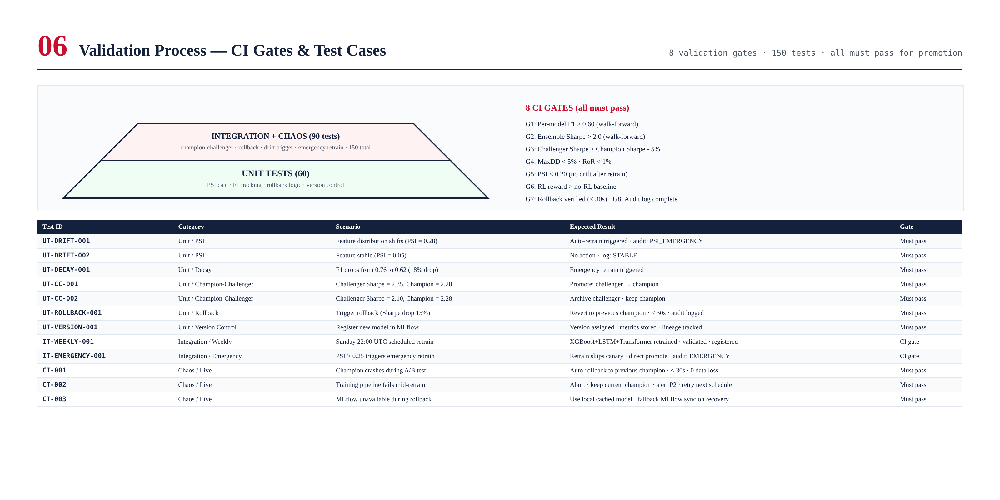 06 Validation Process — CI Gates & Test Cases
8 validation gates · 150 tests · all must pass for promotion
INTEGRATION + CHAOS (90 tests)
champion-challenger · rollback · drift trigger · emergency retrain · 150 total
UNIT TESTS (60)
PSI calc · F1 tracking · rollback logic · version control
8 CI GATES (all must pass)
G1: Per-model F1 > 0.60 (walk-forward)
G2: Ensemble Sharpe > 2.0 (walk-forward)
G3: Challenger Sharpe ≥ Champion Sharpe - 5%
G4: MaxDD < 5% · RoR < 1%
G5: PSI < 0.20 (no drift after retrain)
G6: RL reward > no-RL baseline
G7: Rollback verified (< 30s) · G8: Audit log complete
Test ID Category Scenario Expected Result Gate
UT-DRIFT-001 Unit / PSI Feature distribution shifts (PSI = 0.28) Auto-retrain triggered · audit: PSI_EMERGENCY Must pass
UT-DRIFT-002 Unit / PSI Feature stable (PSI = 0.05) No action · log: STABLE Must pass
UT-DECAY-001 Unit / Decay F1 drops from 0.76 to 0.62 (18% drop) Emergency retrain triggered Must pass
UT-CC-001 Unit / Champion-Challenger Challenger Sharpe = 2.35, Champion = 2.28 Promote: challenger → champion Must pass
UT-CC-002 Unit / Champion-Challenger Challenger Sharpe = 2.10, Champion = 2.28 Archive challenger · keep champion Must pass
UT-ROLLBACK-001 Unit / Rollback Trigger rollback (Sharpe drop 15%) Revert to previous champion · < 30s · audit logged Must pass
UT-VERSION-001 Unit / Version Control Register new model in MLflow Version assigned · metrics stored · lineage tracked Must pass
IT-WEEKLY-001 Integration / Weekly Sunday 22:00 UTC scheduled retrain XGBoost+LSTM+Transformer retrained · validated · registered CI gate
IT-EMERGENCY-001 Integration / Emergency PSI > 0.25 triggers emergency retrain Retrain skips canary · direct promote · audit: EMERGENCY CI gate
CT-001 Chaos / Live Champion crashes during A/B test Auto-rollback to previous champion · < 30s · 0 data loss Must pass
CT-002 Chaos / Live Training pipeline fails mid-retrain Abort · keep current champion · alert P2 · retry next schedule Must pass
CT-003 Chaos / Live MLflow unavailable during rollback Use local cached model · fallback MLflow sync on recovery Must pass